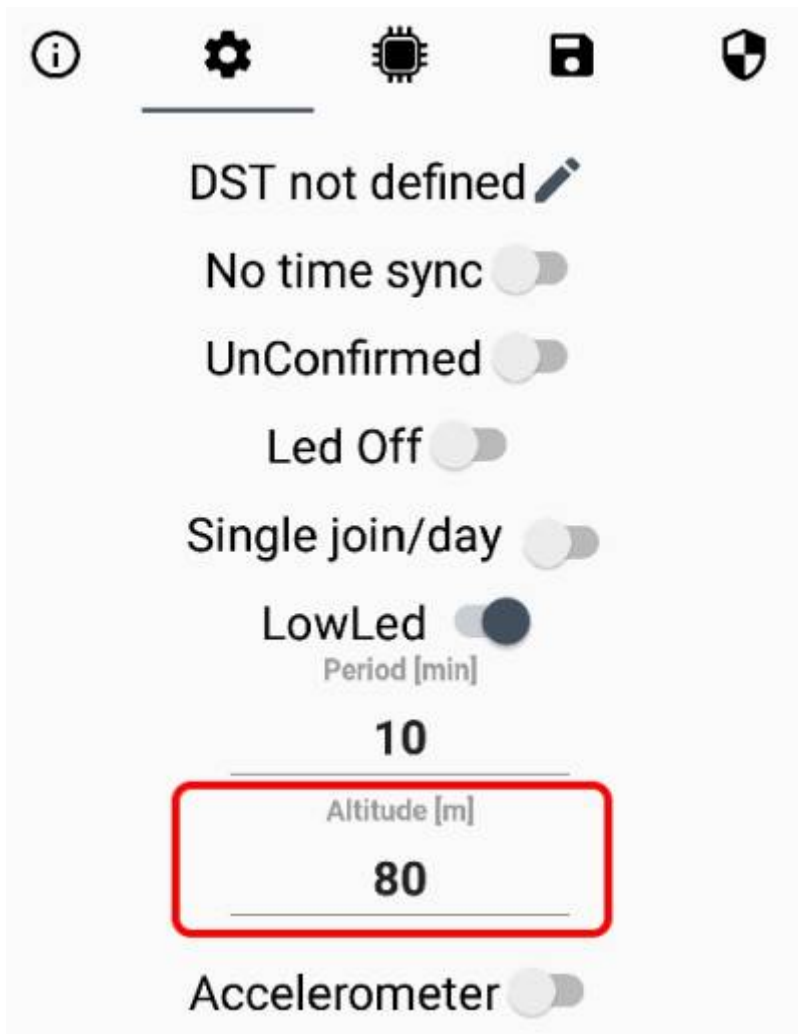 DST not defined
No time sync
UnConfirmed
Led Off
Single join/day
LowLed
Period [min]
10
Altitude [m]
80
Accelerometer